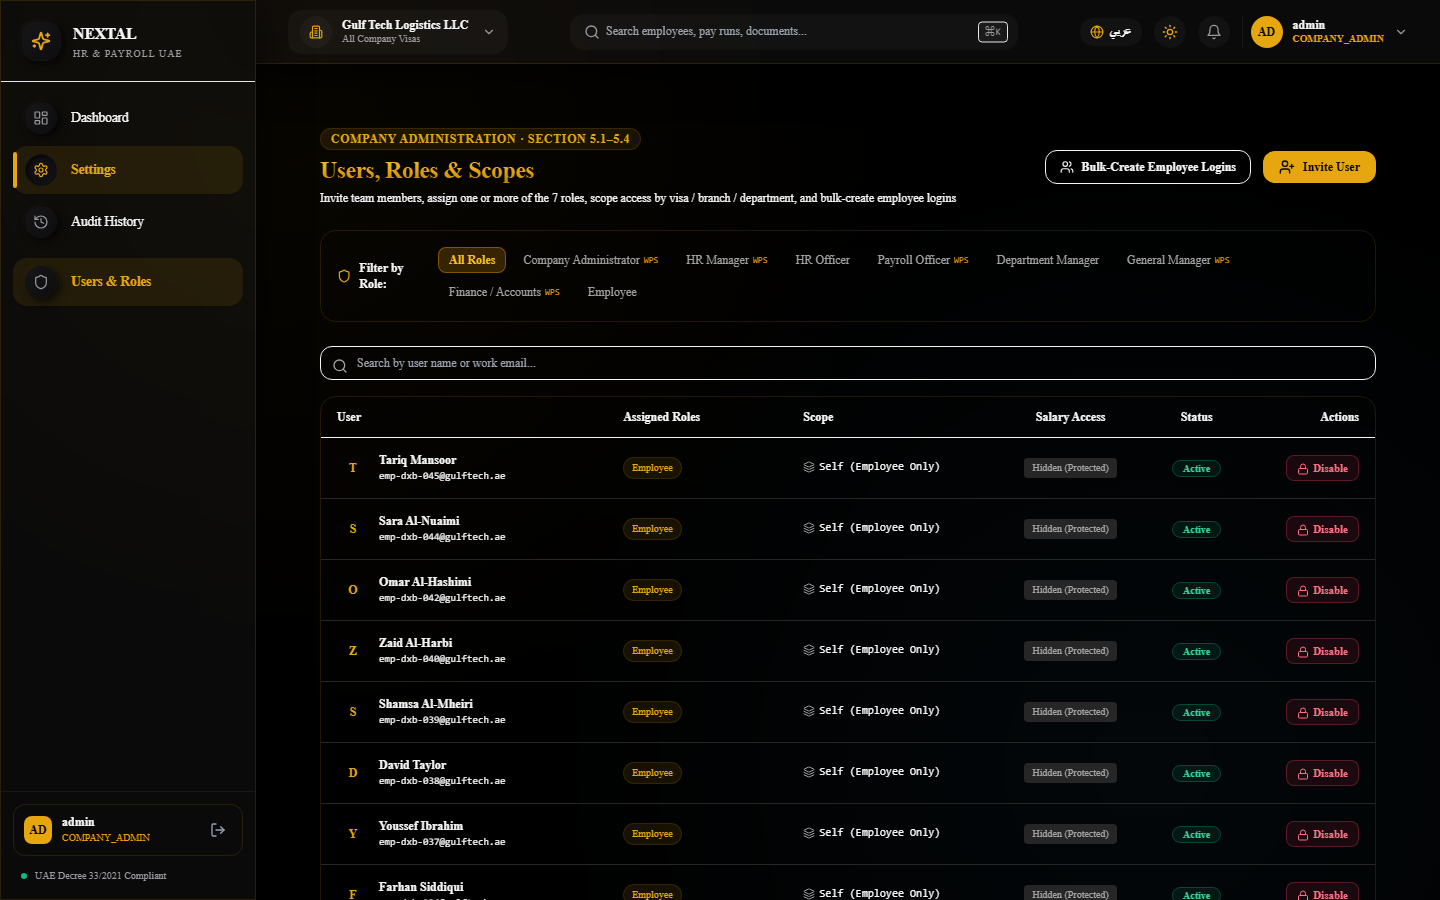 NEXTAL
HR & PAYROLL UAE
Gulf Tech Logistics LLC
All Company Visas
Search employees, pay runs, documents...
⌘K
عربي
AD
admin
COMPANY_ADMIN
Dashboard
Settings
Audit History
Users & Roles
COMPANY ADMINISTRATION · SECTION 5.1–5.4
Users, Roles & Scopes
Invite team members, assign one or more of the 7 roles, scope access by visa / branch / department, and bulk-create employee logins
Bulk-Create Employee Logins
Invite User
Filter by Role:
All Roles
Company Administrator WPS
HR Manager WPS
HR Officer
Payroll Officer WPS
Department Manager
General Manager WPS
Finance / Accounts WPS
Employee
Search by user name or work email...
User Assigned Roles Scope Salary Access Status Actions
T
Tariq Mansoor
emp-dxb-045@gulftech.ae
Employee
Self (Employee Only)
Hidden (Protected)
Active
Disable
S
Sara Al-Nuaimi
emp-dxb-044@gulftech.ae
Employee
Self (Employee Only)
Hidden (Protected)
Active
Disable
O
Omar Al-Hashimi
emp-dxb-042@gulftech.ae
Employee
Self (Employee Only)
Hidden (Protected)
Active
Disable
Z
Zaid Al-Harbi
emp-dxb-040@gulftech.ae
Employee
Self (Employee Only)
Hidden (Protected)
Active
Disable
S
Shamsa Al-Mheiri
emp-dxb-039@gulftech.ae
Employee
Self (Employee Only)
Hidden (Protected)
Active
Disable
D
David Taylor
emp-dxb-038@gulftech.ae
Employee
Self (Employee Only)
Hidden (Protected)
Active
Disable
Y
Youssef Ibrahim
emp-dxb-037@gulftech.ae
Employee
Self (Employee Only)
Hidden (Protected)
Active
Disable
F
Farhan Siddiqui
Employee
Self (Employee Only)
Hidden (Protected)
Active
Disable
AD
admin
COMPANY_ADMIN
UAE Decree 33/2021 Compliant